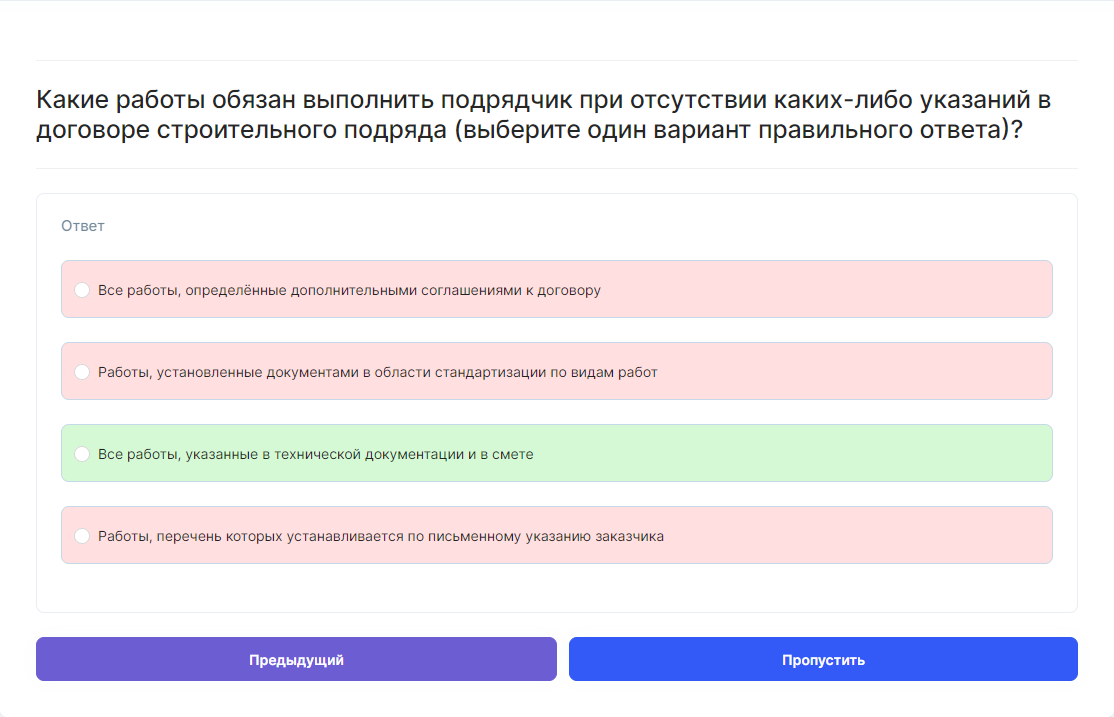 Какие работы обязан выполнить подрядчик при отсутствии каких-либо указаний в
договоре строительного подряда (выберите один вариант правильного ответа)?
Ответ
Все работы, определённые дополнительными соглашениями к договору
Работы, установленные документами в области стандартизации по видам работ
Все работы, указанные в технической документации и в смете
Работы, перечень которых устанавливается по письменному указанию заказчика
Предыдущий
Пропустить